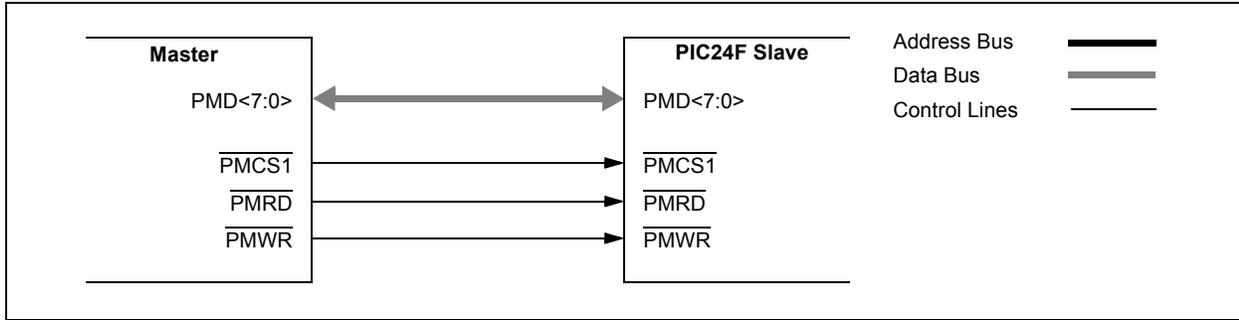 Master
PIC24F Slave
Address Bus
Data Bus
Control Lines
PMD<7:0>
PMD<7:0>
PMCS1
PMCS1
PMRD
PMRD
PMWR
PMWR